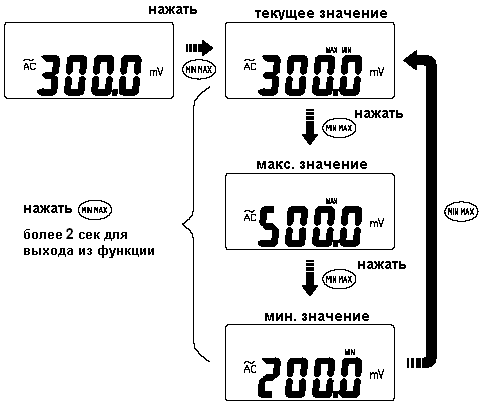 нажать
AC 300.0 mV
MIN MAX
текущее значение
MAX MIN
AC 300.0 mV
нажать
MIN MAX
макс. значение
MAX
AC 500.0 mV
нажать
MIN MAX
мин. значение
MIN
AC 200.0 mV
MIN MAX
нажать MIN MAX
более 2 сек для
выхода из функции